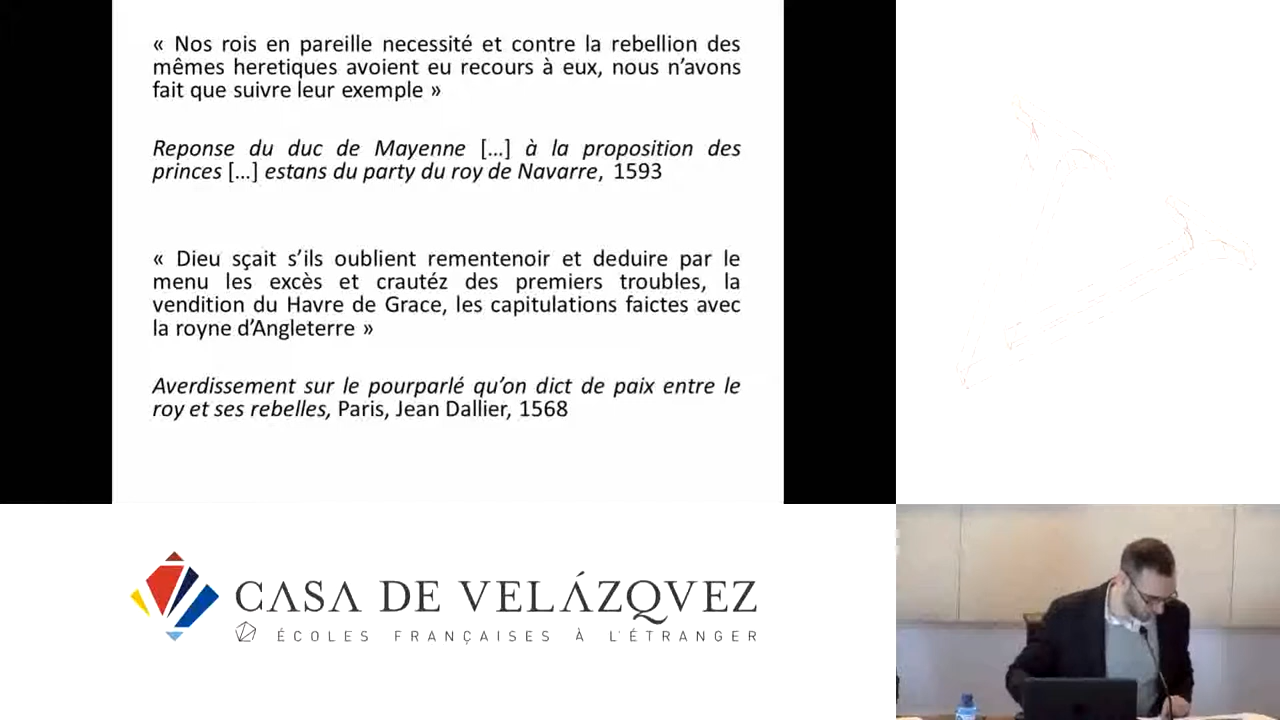 « Nos rois en pareille necessité et contre la rebellion des
mêmes heretiques avoient eu recours à eux, nous n’avons
fait que suivre leur exemple »
Reponse du duc de Mayenne […] à la proposition des
princes […] estans du party du roy de Navarre, 1593
« Dieu sçait s’ils oublient rementenoir et deduire par le
menu les excès et crautéz des premiers troubles, la
vendition du Havre de Grace, les capitulations faictes avec
la royne d’Angleterre »
Averdissement sur le pourparlé qu’on dict de paix entre le
roy et ses rebelles, Paris, Jean Dallier, 1568
CASA DE VELÁZQVEZ
ÉCOLES FRANÇAISES À L'ÉTRANGER